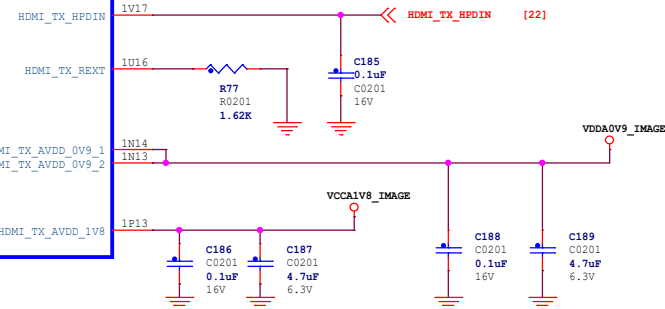 HDMI_TX_HPDIN 1V17 HDMI_TX_HPDIN [22]
HDMI_TX_REXT 1U16
R77
R0201
1.62K
C185
0.1uF
C0201
16V
MI_TX_AVDD_0V9_1 1N14
MI_TX_AVDD_0V9_2 1N13
VDDA0V9_IMAGE
HDMI_TX_AVDD_1V8 1P13
VCCA1V8_IMAGE
C186
C0201
0.1uF
16V
C187
C0201
4.7uF
6.3V
C188
C0201
0.1uF
16V
C189
C0201
4.7uF
6.3V